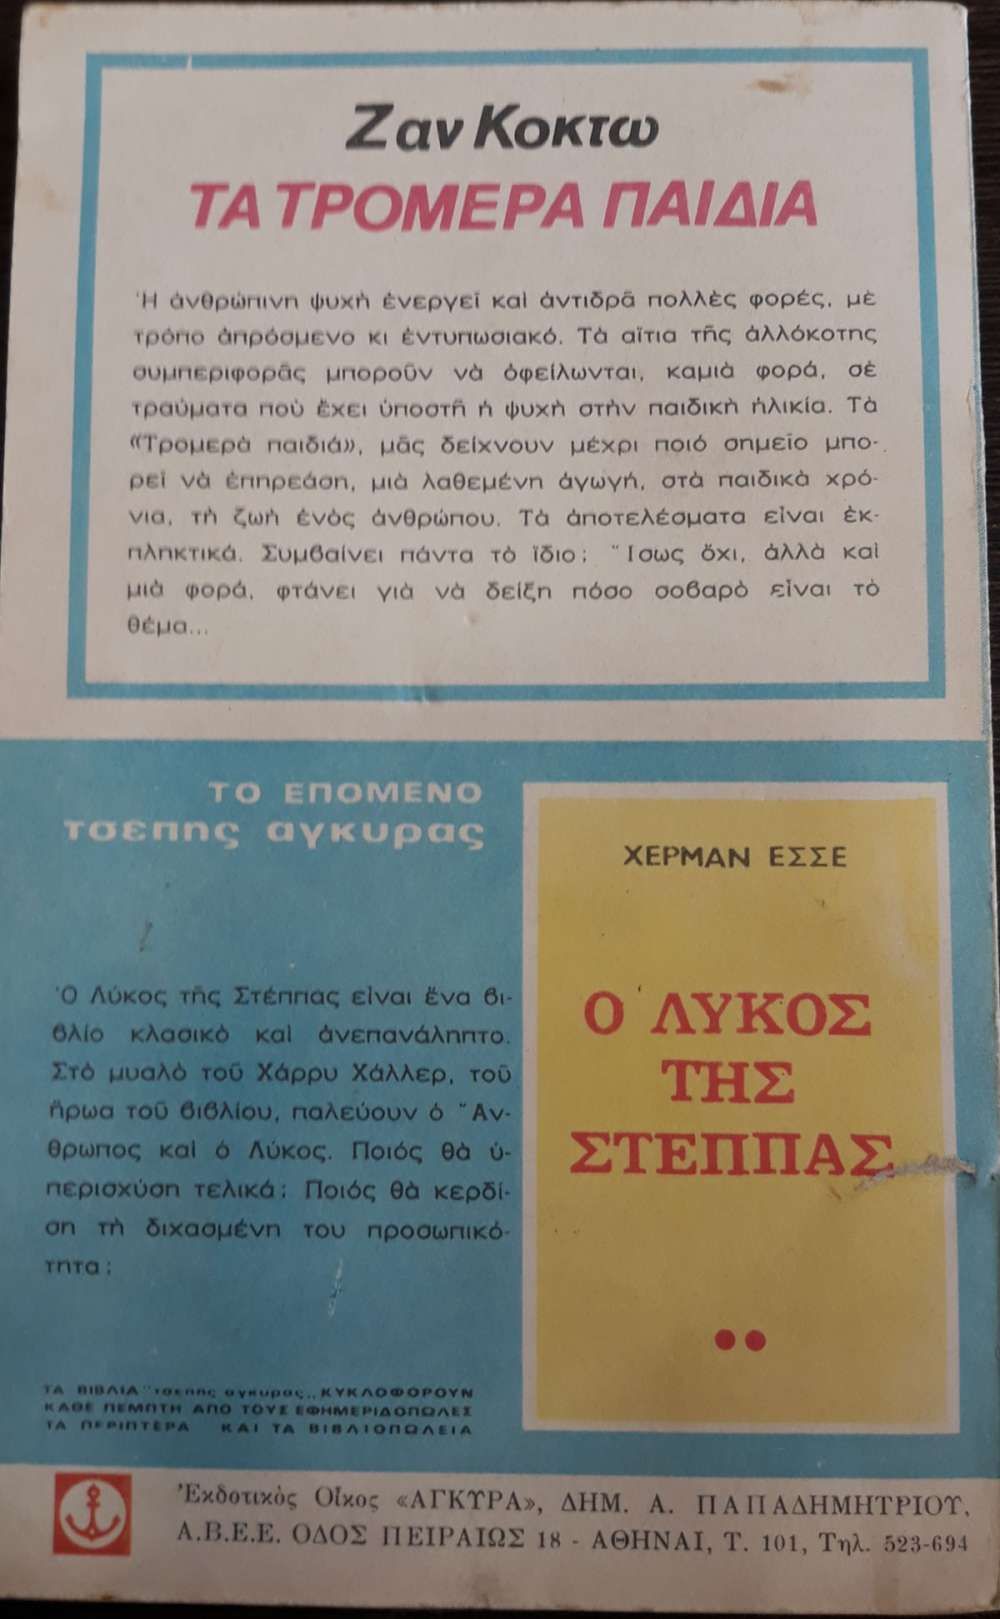 Ζαν Κοκτω
ΤΑ ΤΡΟΜΕΡΑ ΠΑΙΔΙΑ
Ἡ ἀνθρώπινη ψυχὴ ἐνεργεῖ καὶ ἀντιδρᾶ πολλὲς φορές, μὲ
τρόπο ἀπρόσμενο κι ἐντυπωσιακό. Τὰ αἴτια τῆς ἀλλόκοτης
συμπεριφορᾶς μποροῦν νὰ ὀφείλωνται, καμιὰ φορά, σὲ
τραύματα ποὺ ἔχει ὑποστῆ ἡ ψυχὴ στὴν παιδικὴ ἡλικία. Τὰ
«Τρομερὰ παιδιά», μᾶς δείχνουν μέχρι ποιό σημεῖο μπο-
ρεῖ νὰ ἐπηρεάση, μιὰ λαθεμένη ἀγωγή, στὰ παιδικὰ χρό-
νια, τὴ ζωὴ ἑνὸς ἀνθρώπου. Τὰ ἀποτελέσματα εἶναι ἐκ-
πληκτικά. Συμβαίνει πάντα τὸ ἴδιο; Ἴσως ὄχι, ἀλλὰ καὶ
μιὰ φορά, φτάνει γιὰ νὰ δείξη πόσο σοβαρὸ εἶναι τὸ
θέμα...
ΤΟ ΕΠΟΜΕΝΟ
τσεπης αγκυρας
Ὁ Λύκος τῆς Στέππας εἶναι ἕνα βι-
βλίο κλασικὸ καὶ ἀνεπανάληπτο.
Στὸ μυαλὸ τοῦ Χάρρυ Χάλλερ, τοῦ
ἥρωα τοῦ βιβλίου, παλεύουν ὁ Ἄν-
θρωπος καὶ ὁ Λύκος. Ποιός θὰ ὑ-
περισχύση τελικά; Ποιός θὰ κερδί-
ση τὴ διχασμένη του προσωπικό-
τητα;
ΧΕΡΜΑΝ ΕΣΣΕ
Ο ΛΥΚΟΣ
ΤΗΣ
ΣΤΕΠΠΑΣ
ΤΑ ΒΙΒΛΙΑ "τσεπης αγκυρας,, ΚΥΚΛΟΦΟΡΟΥΝ
ΚΑΘΕ ΠΕΜΠΤΗ ΑΠΟ ΤΟΥΣ ΕΦΗΜΕΡΙΔΟΠΩΛΕΣ
ΤΑ ΠΕΡΙΠΤΕΡΑ ΚΑΙ ΤΑ ΒΙΒΛΙΟΠΩΛΕΙΑ
Ἐκδοτικὸς Οἶκος «ΑΓΚΥΡΑ», ΔΗΜ. Α. ΠΑΠΑΔΗΜΗΤΡΙΟΥ,
Α.Β.Ε.Ε. ΟΔΟΣ ΠΕΙΡΑΙΩΣ 18 - ΑΘΗΝΑΙ, Τ. 101, Τηλ. 523-694